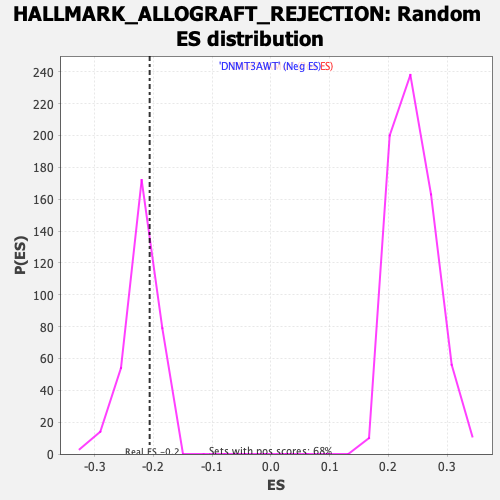 HALLMARK_ALLOGRAFT_REJECTION: Random
ES distribution
'DNMT3AWT' (Neg ES)ES)
240
220
200
180
160
140
120
100
80
60
40
20
0
P(ES)
Real ES -0.2
Sets with pos scores: 68%
-0.3 -0.2 -0.1 0.0 0.1 0.2 0.3
ES